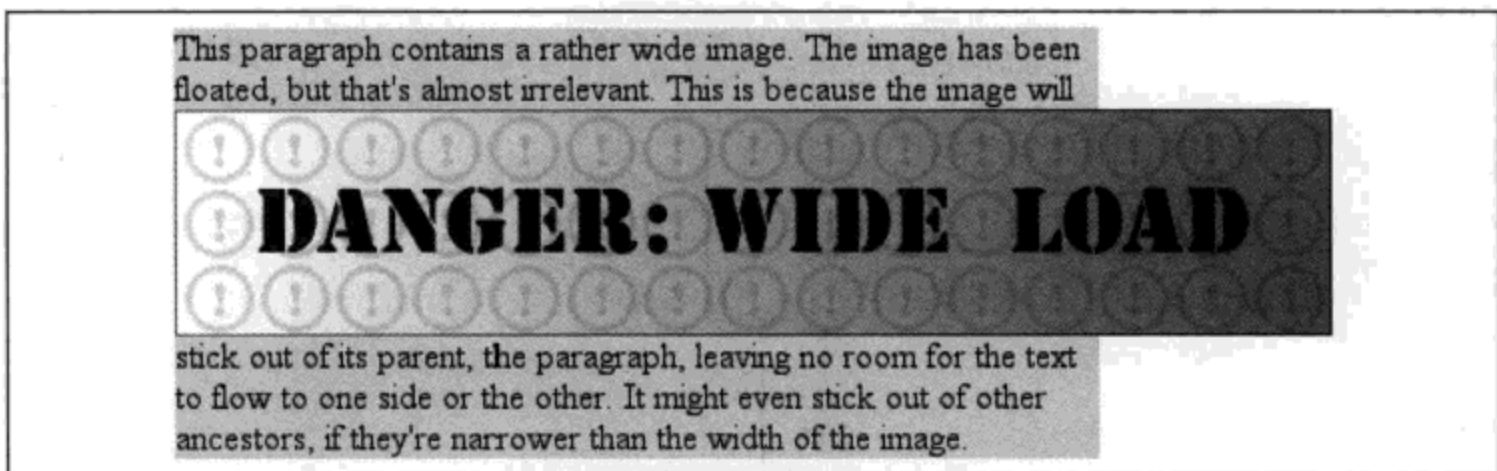 This paragraph contains a rather wide image. The image has been
floated, but that's almost irrelevant. This is because the image will
DANGER: WIDE LOAD
stick out of its parent, the paragraph, leaving no room for the text
to flow to one side or the other. It might even stick out of other
ancestors, if they're narrower than the width of the image.